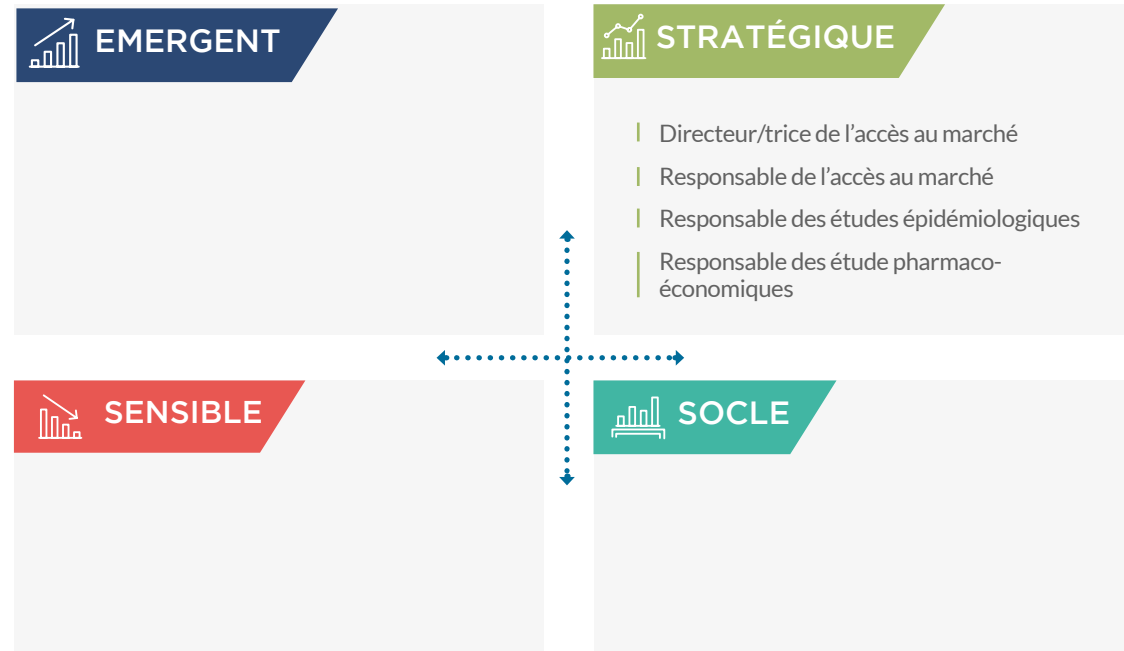 EMERGENT
STRATÉGIQUE
Directeur/trice de l'accès au marché
Responsable de l'accès au marché
Responsable des études épidémiologiques
Responsable des étude pharmaco-
économiques
SENSIBLE
SOCLE